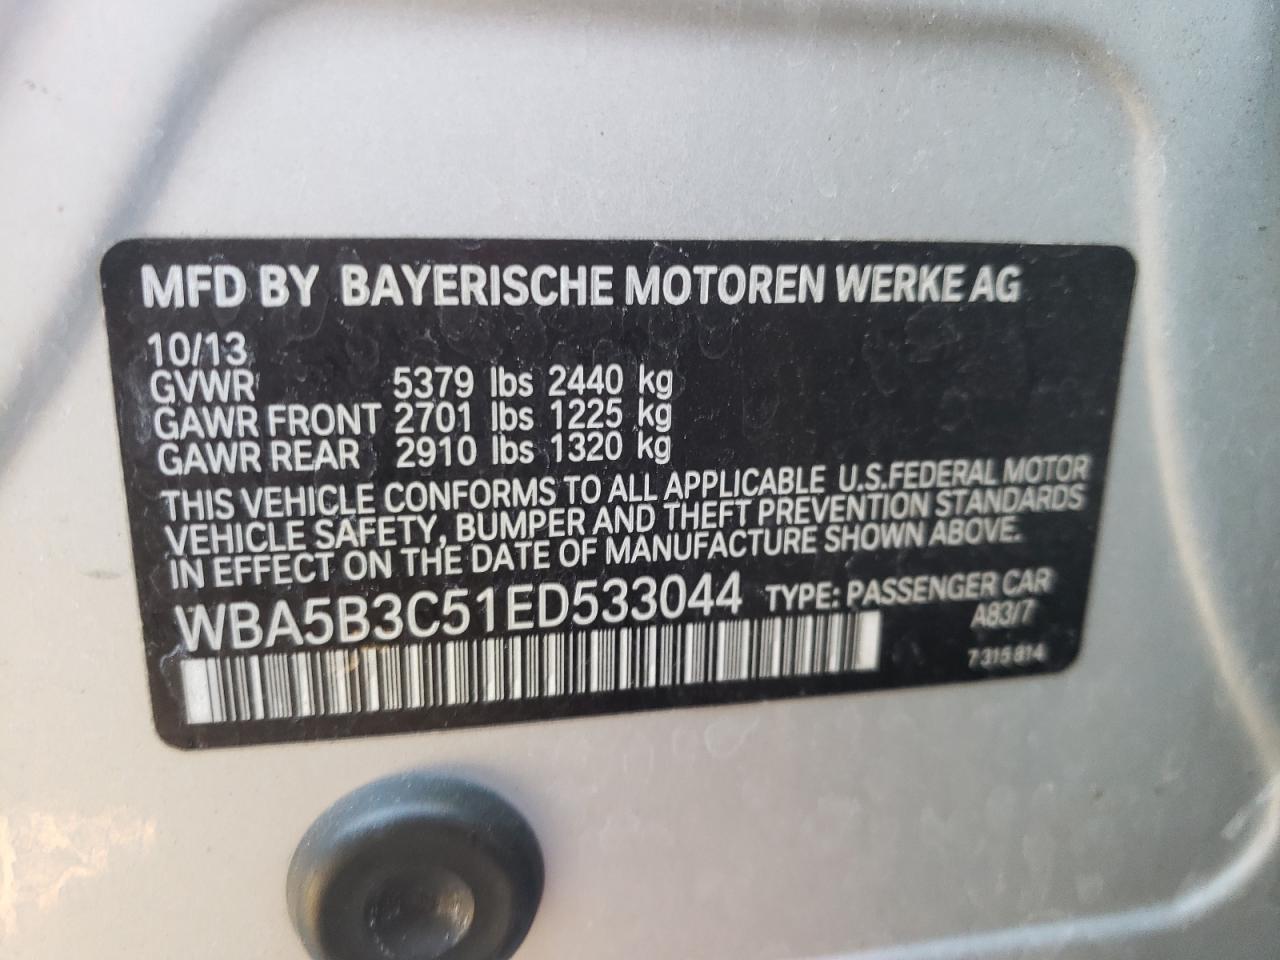 MFD BY BAYERISCHE MOTOREN WERKE AG
10/13
GVWR 5379 lbs 2440 kg
GAWR FRONT 2701 lbs 1225 kg
GAWR REAR 2910 lbs 1320 kg
THIS VEHICLE CONFORMS TO ALL APPLICABLE U.S.FEDERAL MOTOR
VEHICLE SAFETY, BUMPER AND THEFT PREVENTION STANDARDS
IN EFFECT ON THE DATE OF MANUFACTURE SHOWN ABOVE.
WBA5B3C51ED533044 TYPE: PASSENGER CAR
A83/7
7 315 814